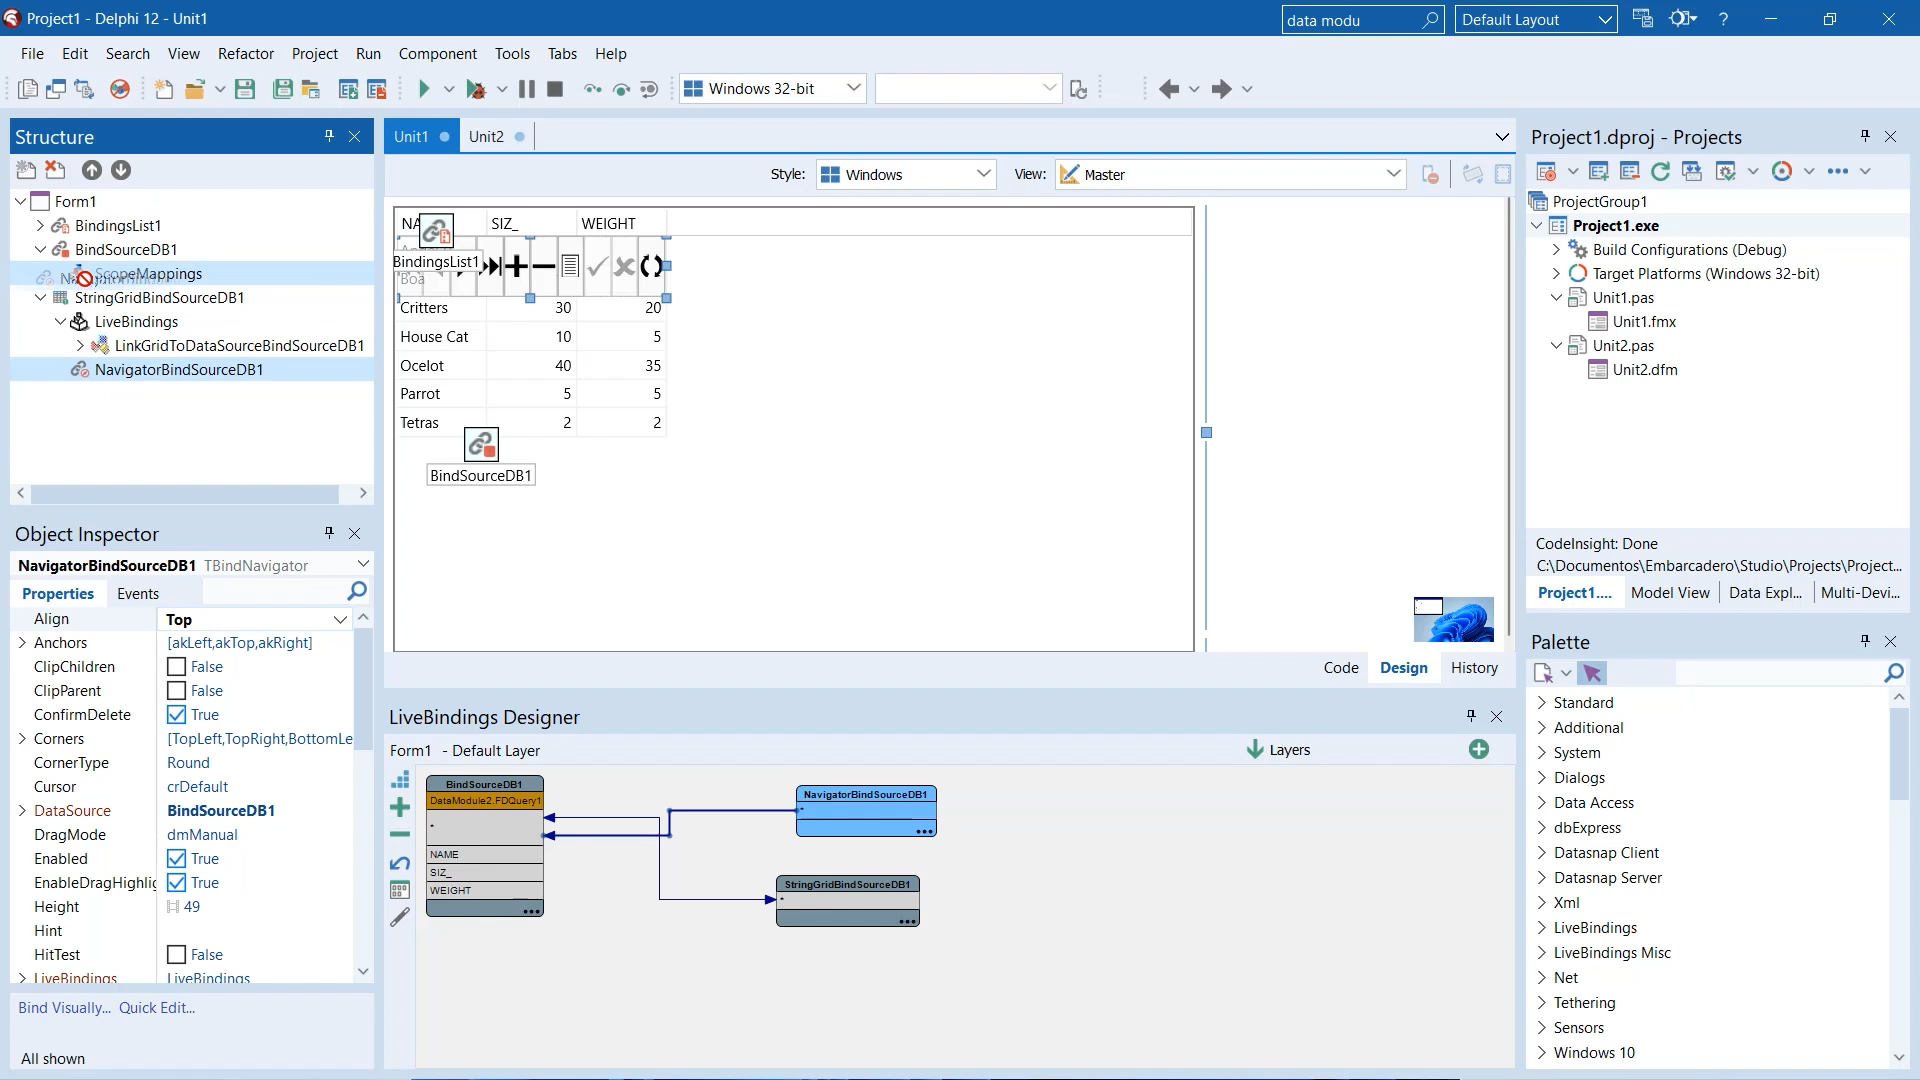 Project1 - Delphi 12 - Unit1
data modu
Default Layout
?
File Edit Search View Refactor Project Run Component Tools Tabs Help
Windows 32-bit
Structure
Form1
BindingsList1
BindSourceDB1
ScopeMappings
StringGridBindSourceDB1
LiveBindings
LinkGridToDataSourceBindSourceDB1
NavigatorBindSourceDB1
Object Inspector
NavigatorBindSourceDB1 TBindNavigator
Properties Events
Align Top
Anchors [akLeft,akTop,akRight]
ClipChildren False
ClipParent False
ConfirmDelete True
Corners [TopLeft,TopRight,BottomLe
CornerType Round
Cursor crDefault
DataSource BindSourceDB1
DragMode dmManual
Enabled True
EnableDragHighlig True
Height 49
Hint
HitTest False
LiveBindings LiveBindings
Bind Visually... Quick Edit...
All shown
Unit1 Unit2
Style: Windows View: Master
NA SIZ_ WEIGHT
BindingsList1
Boa
Critters 30 20
House Cat 10 5
Ocelot 40 35
Parrot 5 5
Tetras 2 2
BindSourceDB1
Code Design History
LiveBindings Designer
Form1 - Default Layer Layers
BindSourceDB1
DataModule2.FDQuery1
*
NAME
SIZ_
WEIGHT
NavigatorBindSourceDB1
*
StringGridBindSourceDB1
*
Project1.dproj - Projects
ProjectGroup1
Project1.exe
Build Configurations (Debug)
Target Platforms (Windows 32-bit)
Unit1.pas
Unit1.fmx
Unit2.pas
Unit2.dfm
CodeInsight: Done
C:\Documentos\Embarcadero\Studio\Projects\Project...
Project1.... Model View Data Expl... Multi-Devi...
Palette
Standard
Additional
System
Dialogs
Data Access
dbExpress
Datasnap Client
Datasnap Server
Xml
LiveBindings
LiveBindings Misc
Net
Tethering
Sensors
Windows 10